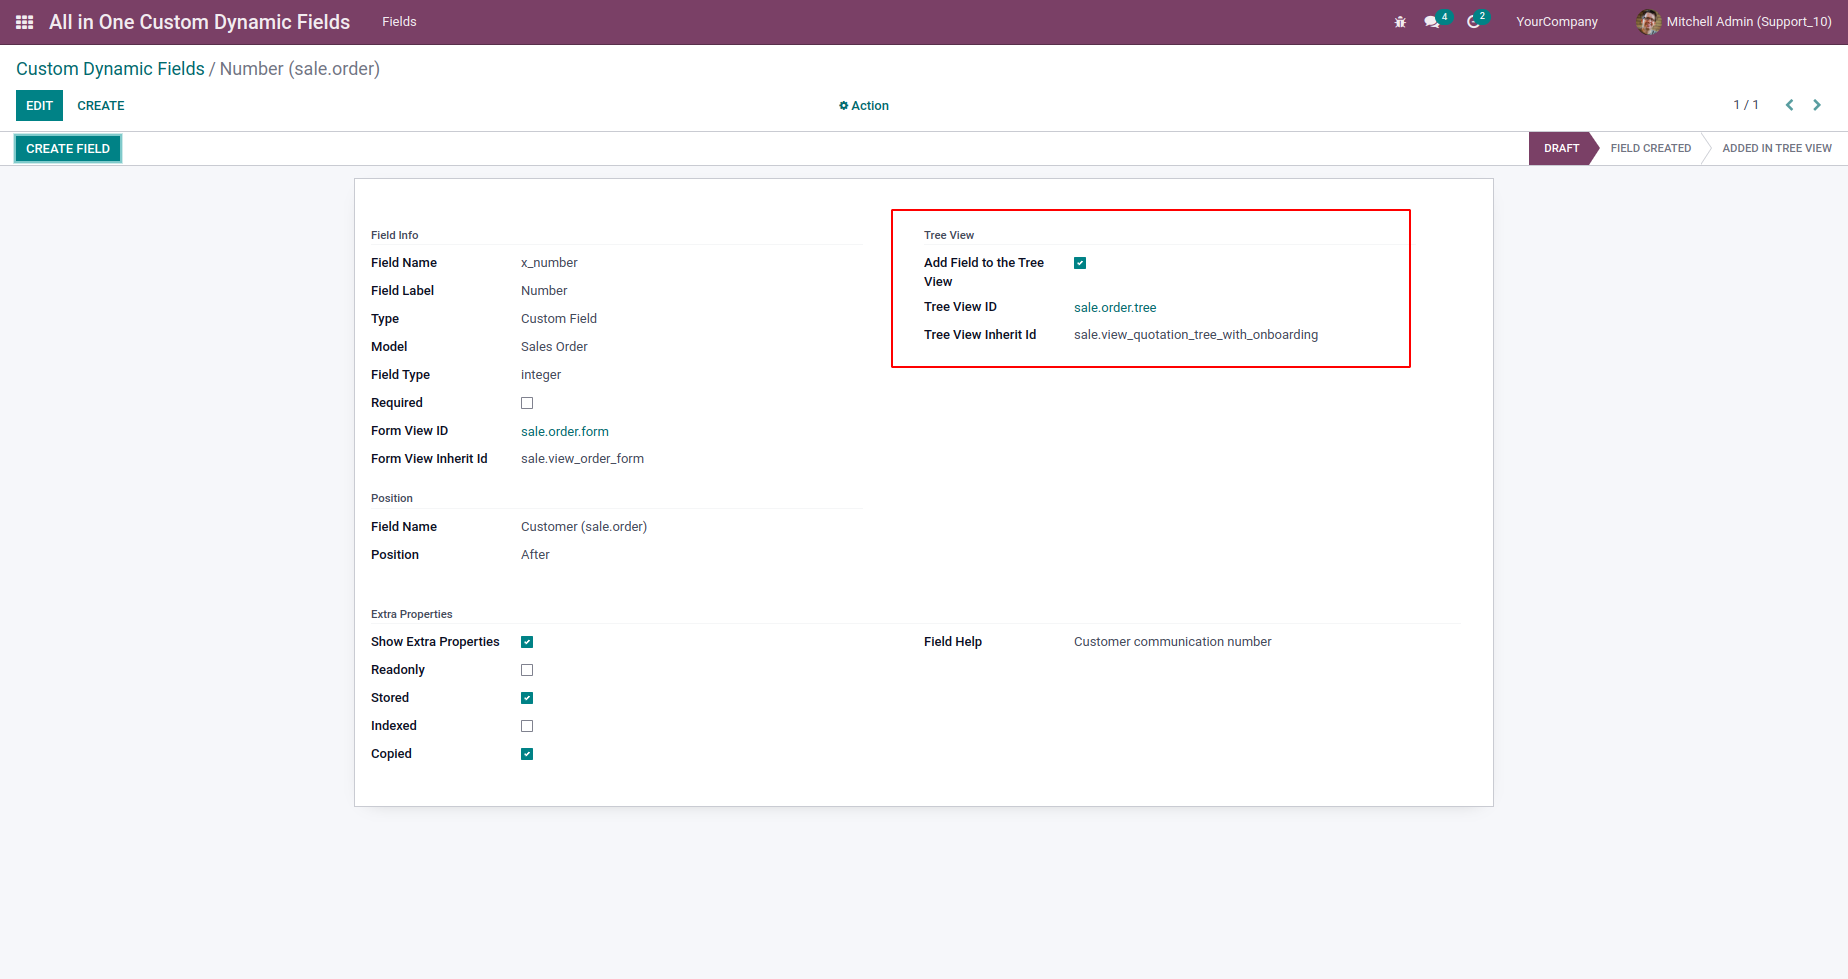 All in One Custom Dynamic Fields Fields 4 2 YourCompany Mitchell Admin (Support_10)
Custom Dynamic Fields / Number (sale.order)
EDIT CREATE Action 1 / 1
CREATE FIELD DRAFT FIELD CREATED ADDED IN TREE VIEW
Field Info
Field Name x_number
Field Label Number
Type Custom Field
Model Sales Order
Field Type integer
Required
Form View ID sale.order.form
Form View Inherit Id sale.view_order_form
Tree View
Add Field to the Tree
View
Tree View ID sale.order.tree
Tree View Inherit Id sale.view_quotation_tree_with_onboarding
Position
Field Name Customer (sale.order)
Position After
Extra Properties
Show Extra Properties
Readonly
Stored
Indexed
Copied
Field Help Customer communication number